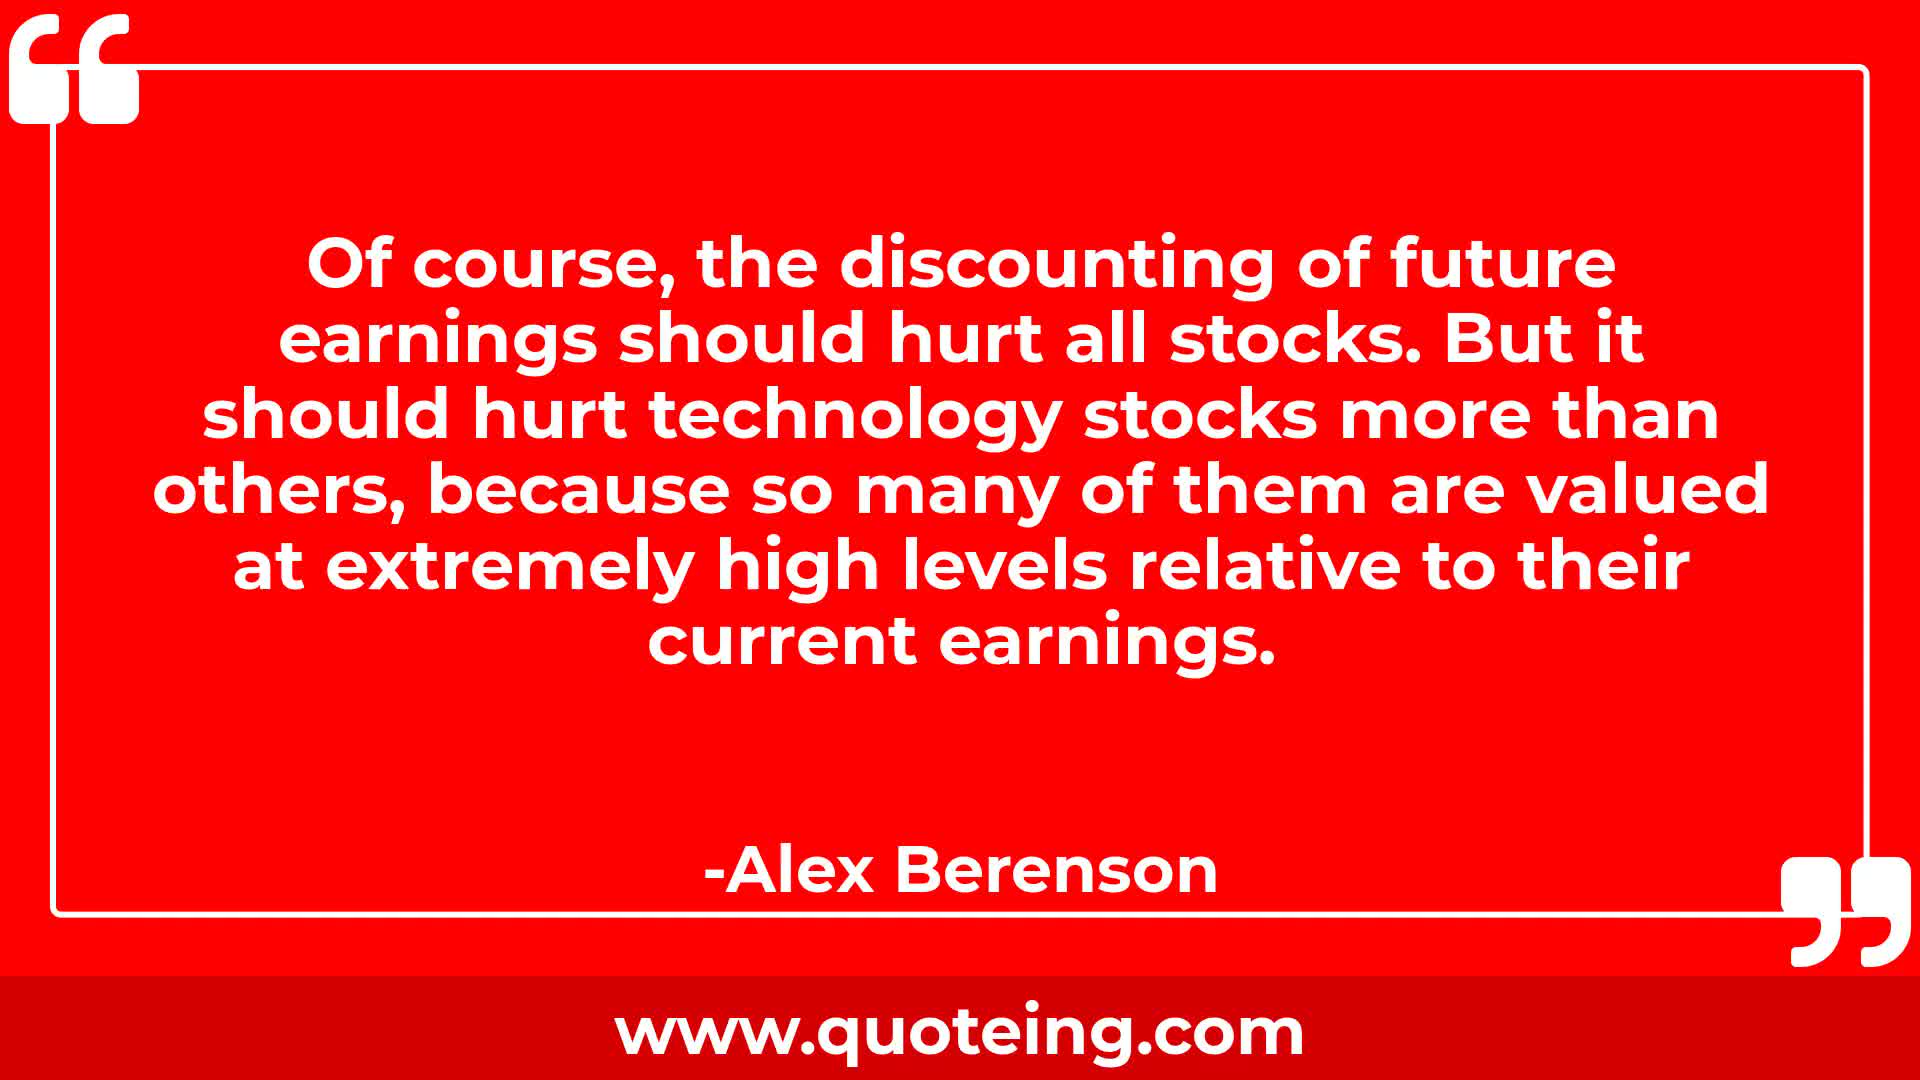 Of course, the discounting of future
earnings should hurt all stocks. But it
should hurt technology stocks more than
others, because so many of them are valued
at extremely high levels relative to their
current earnings.
-Alex Berenson
www.quoteing.com